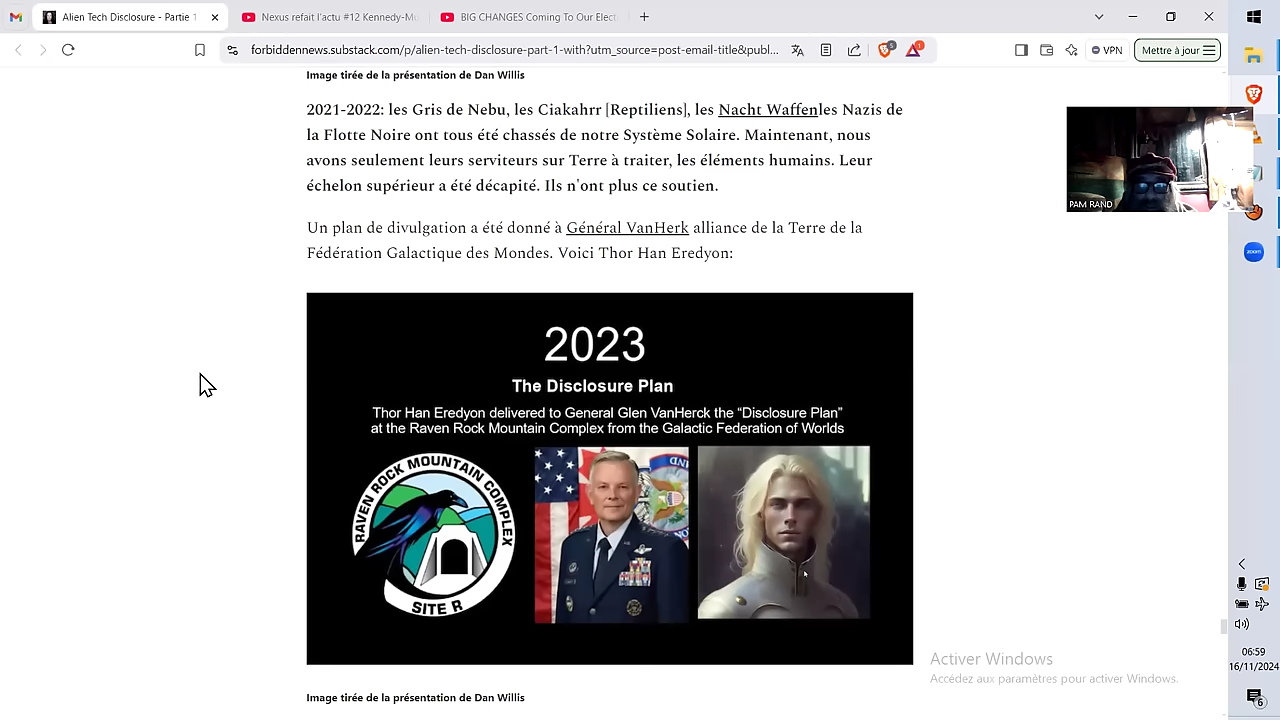 Alien Tech Disclosure - Partie 1
Nexus refait l'actu #12 Kennedy-Mu
BIG CHANGES Coming To Our Elect
forbiddennews.substack.com/p/alien-tech-disclosure-part-1-with?utm_source=post-email-title&publ...
5
1
VPN
Mettre à jour
Image tirée de la présentation de Dan Willis
2021-2022: les Gris de Nebu, les Ciakahrr [Reptiliens], les Nacht Waffenles Nazis de
la Flotte Noire ont tous été chassés de notre Système Solaire. Maintenant, nous
avons seulement leurs serviteurs sur Terre à traiter, les éléments humains. Leur
échelon supérieur a été décapité. Ils n'ont plus ce soutien.
Un plan de divulgation a été donné à Général VanHerk alliance de la Terre de la
Fédération Galactique des Mondes. Voici Thor Han Eredyon:
2023
The Disclosure Plan
Thor Han Eredyon delivered to General Glen VanHerck the “Disclosure Plan”
at the Raven Rock Mountain Complex from the Galactic Federation of Worlds
RAVEN ROCK MOUNTAIN COMPLEX
SITE R
Image tirée de la présentation de Dan Willis
PAM RAND
zoom
Activer Windows
Accédez aux paramètres pour activer Windows.
06:59
16/11/2024
6